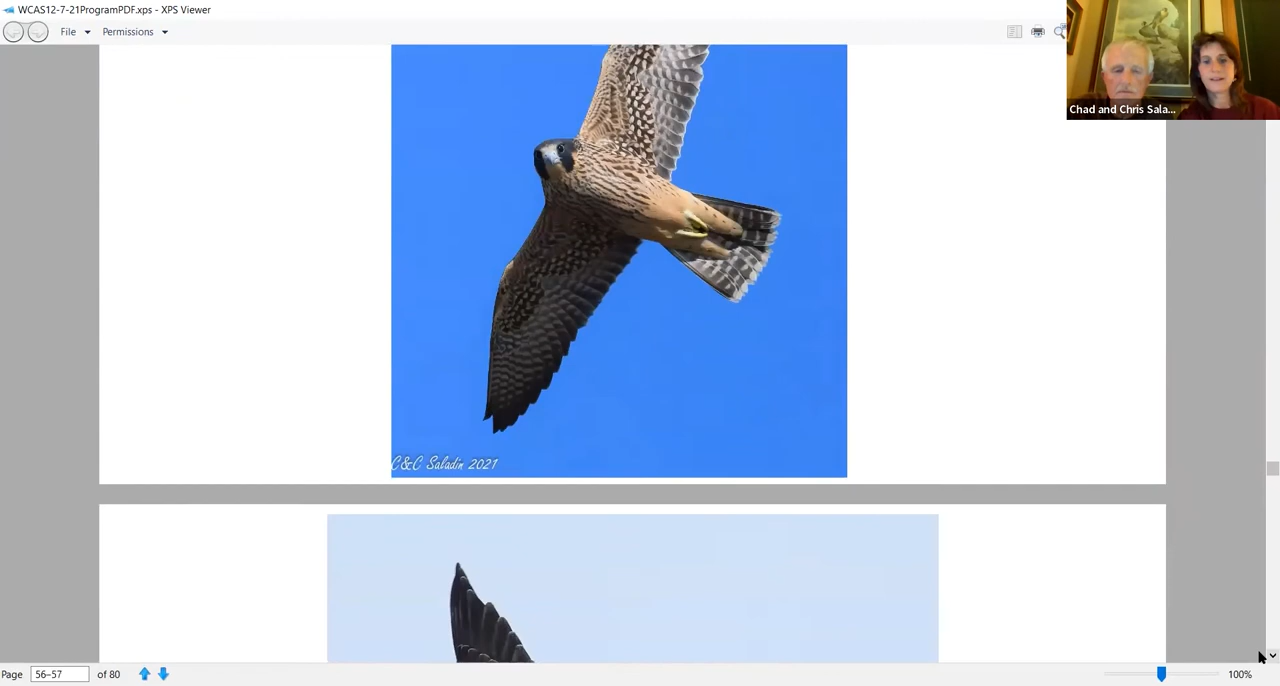 WCAS12-7-21ProgramPDF.xps - XPS Viewer
File
Permissions
Chad and Chris Sala...
C&C Saladin 2021
Page 56–57 of 80
100%